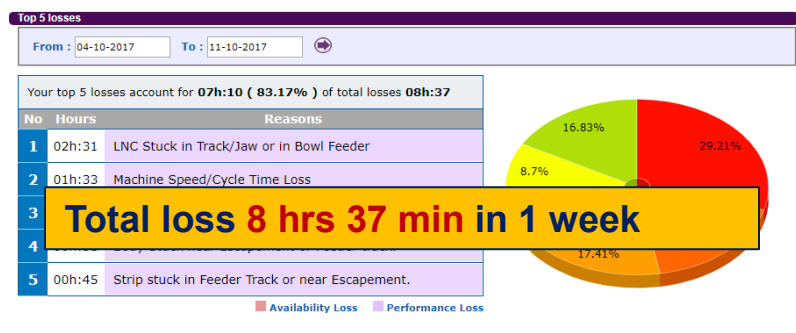 Top 5 losses
From : 04-10-2017 To : 11-10-2017
Your top 5 losses account for 07h:10 ( 83.17% ) of total losses 08h:37
No Hours Reasons
1 02h:31 LNC Stuck in Track/Jaw or in Bowl Feeder
2 01h:33 Machine Speed/Cycle Time Loss
3
Total loss 8 hrs 37 min in 1 week
4
5 00h:45 Strip stuck in Feeder Track or near Escapement.
Availability Loss Performance Loss
16.83%
29.21%
8.7%
17.41%